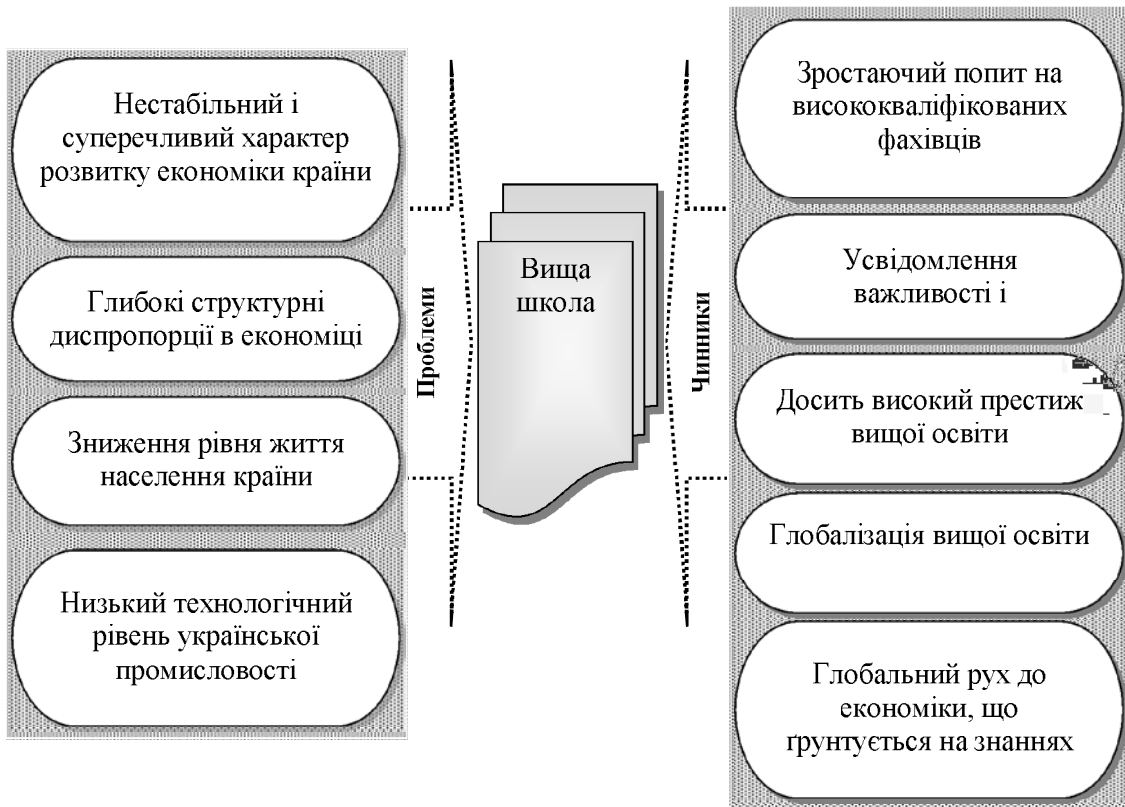 Нестабільний і
суперечливий характер
розвитку економіки країни
Глибокі структурні
диспропорції в економіці
Зниження рівня життя
населення країни
Низький технологічний
рівень української
промисловості
Проблеми
Вища
школа
Чинники
Зростаючий попит на
висококваліфікованих
фахівців
Усвідомлення
важливості і
Досить високий престиж
вищої освіти
Глобалізація вищої освіти
Глобальний рух до
економіки, що
ґрунтується на знаннях